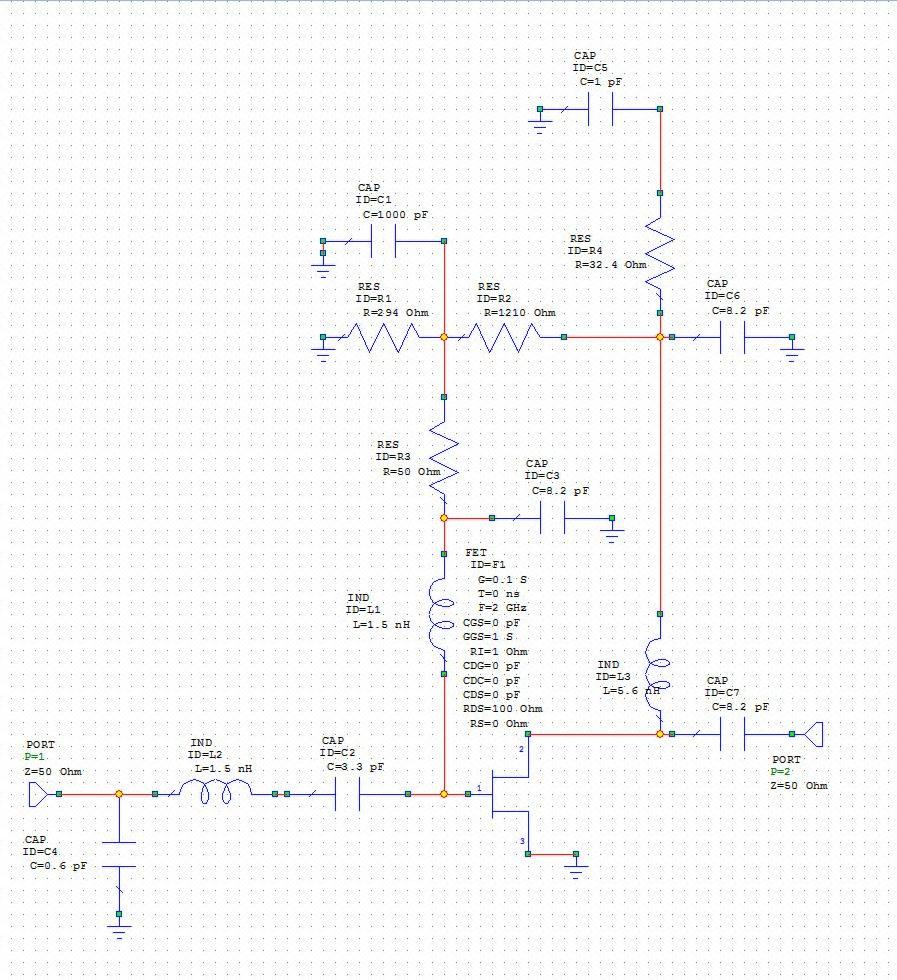 CAP
ID=C5
C=1 pF
CAP
ID=C1
C=1000 pF
RES
ID=R4
R=32.4 Ohm
RES
ID=R1
R=294 Ohm
RES
ID=R2
R=1210 Ohm
CAP
ID=C6
C=8.2 pF
RES
ID=R3
R=50 Ohm
CAP
ID=C3
C=8.2 pF
FET
ID=F1
G=0.1 S
T=0 ns
F=2 GHz
CGS=0 pF
GGS=1 S
RI=1 Ohm
CDG=0 pF
CDC=0 pF
CDS=0 pF
RDS=100 Ohm
RS=0 Ohm
IND
ID=L1
L=1.5 nH
IND
ID=L3
L=5.6 nH
CAP
ID=C7
C=8.2 pF
PORT
P=1
Z=50 Ohm
IND
ID=L2
L=1.5 nH
CAP
ID=C2
C=3.3 pF
2
1
3
PORT
P=2
Z=50 Ohm
CAP
ID=C4
C=0.6 pF